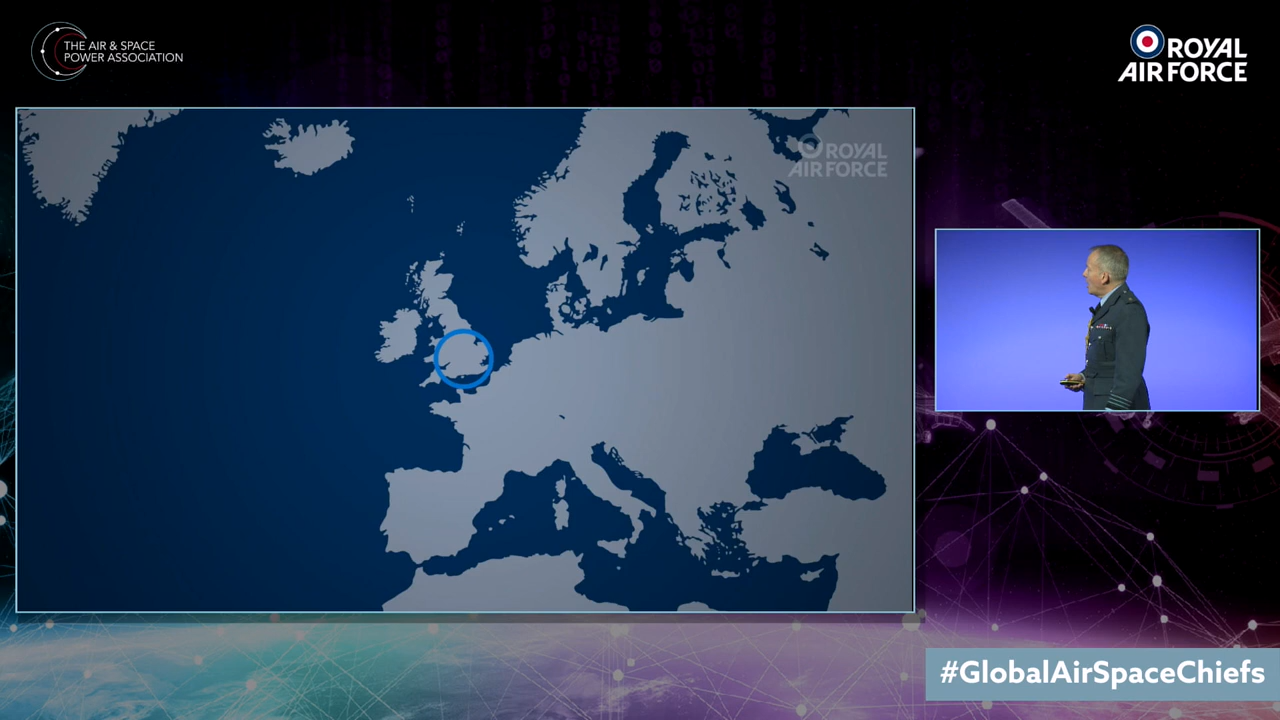 THE AIR & SPACE
POWER ASSOCIATION
ROYAL
AIR FORCE
ROYAL
AIR FORCE
#GlobalAirSpaceChiefs